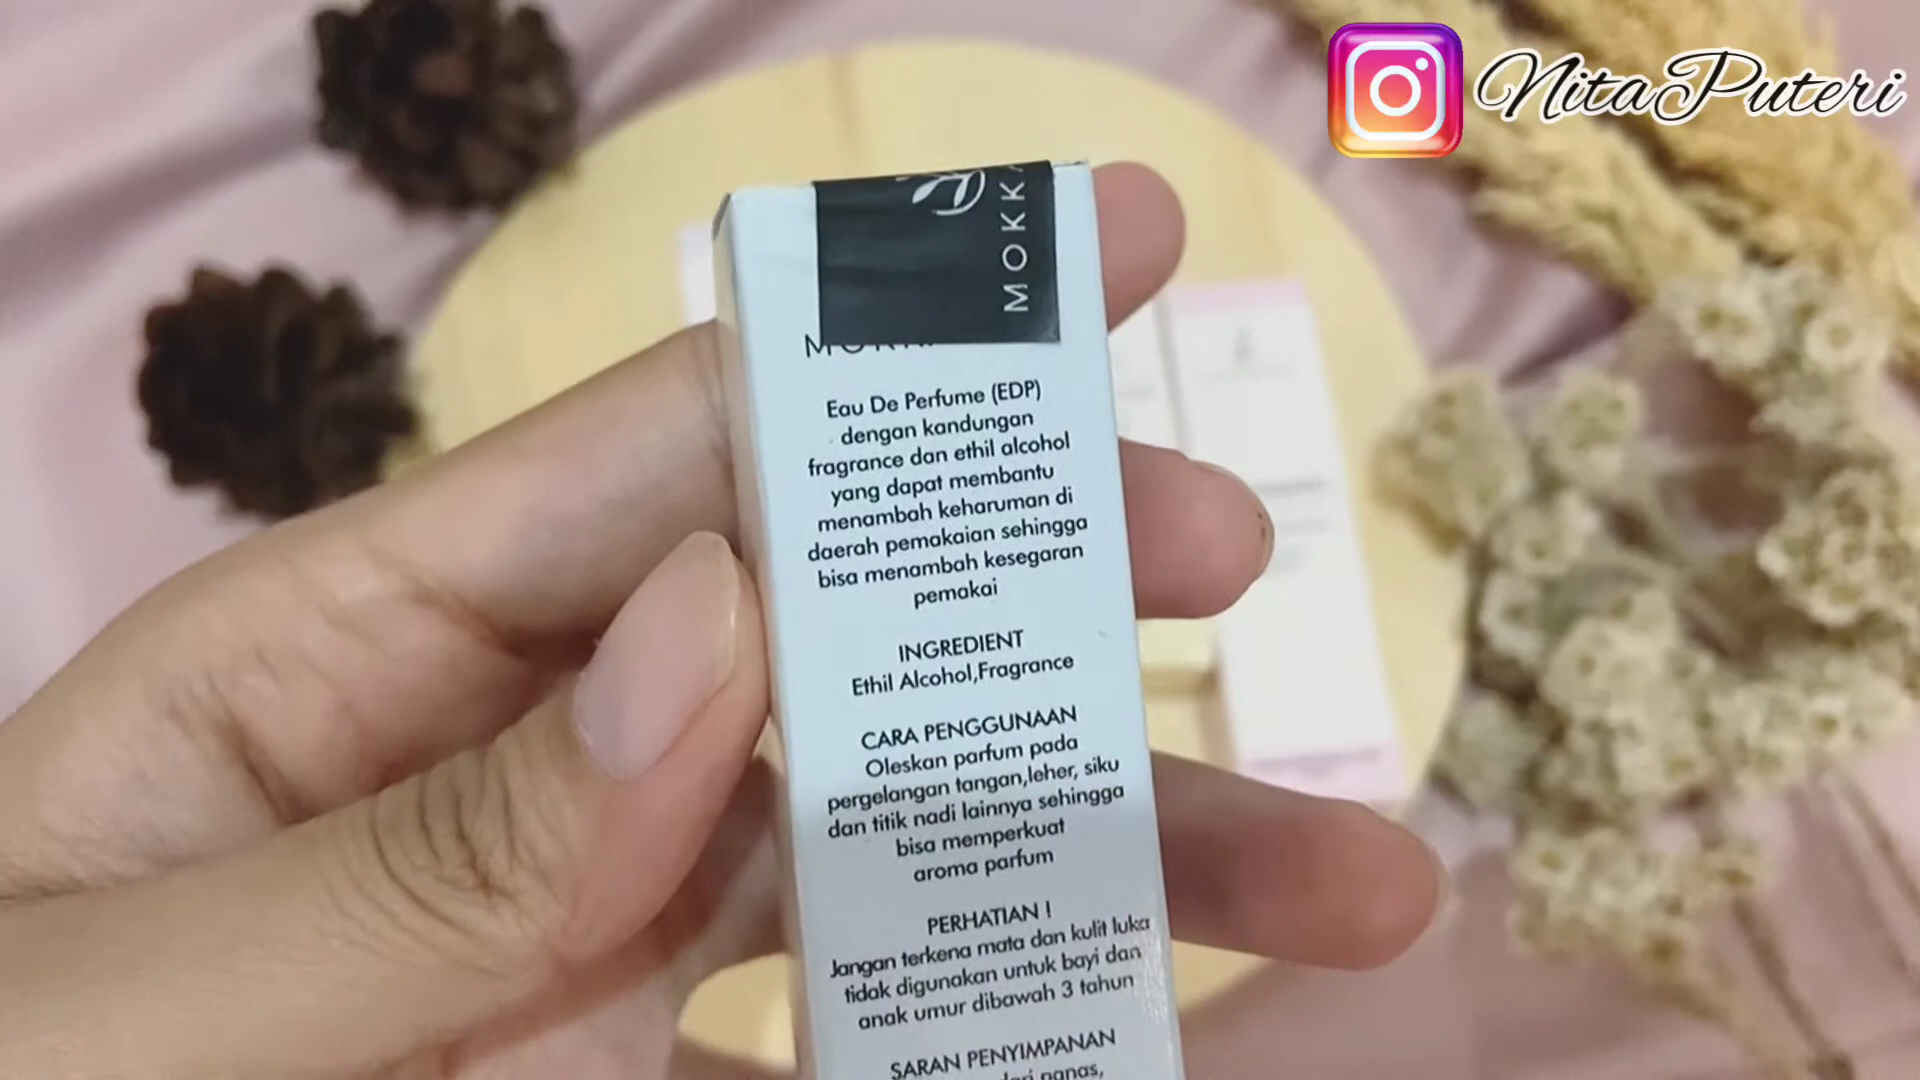 NitaPuteri
MOKKA
Eau De Perfume (EDP)
dengan kandungan
fragrance dan ethil alcohol
yang dapat membantu
menambah keharuman di
daerah pemakaian sehingga
bisa menambah kesegaran
pemakai
INGREDIENT
Ethil Alcohol,Fragrance
CARA PENGGUNAAN
Oleskan parfum pada
pergelangan tangan,leher, siku
dan titik nadi lainnya sehingga
bisa memperkuat
aroma parfum
PERHATIAN !
Jangan terkena mata dan kulit luka
tidak digunakan untuk bayi dan
anak umur dibawah 3 tahun
SARAN PENYIMPANAN
panas,